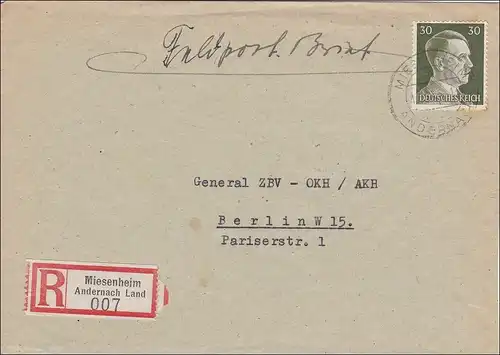 Feldpost. Brief
30 30
DEUTSCHES REICH
General ZBV - OKH / AKH
Berlin W 15.
Pariserstr. 1
R
Miesenheim
Andernach Land
007